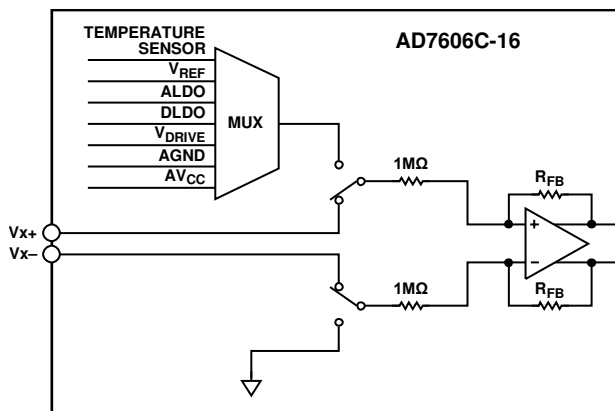 TEMPERATURE
SENSOR
AD7606C-16
VREF
ALDO
DLDO
MUX
VDRIVE
AGND
AVCC
1MΩ
RFB
Vx+
+
Vx–
–
1MΩ
RFB